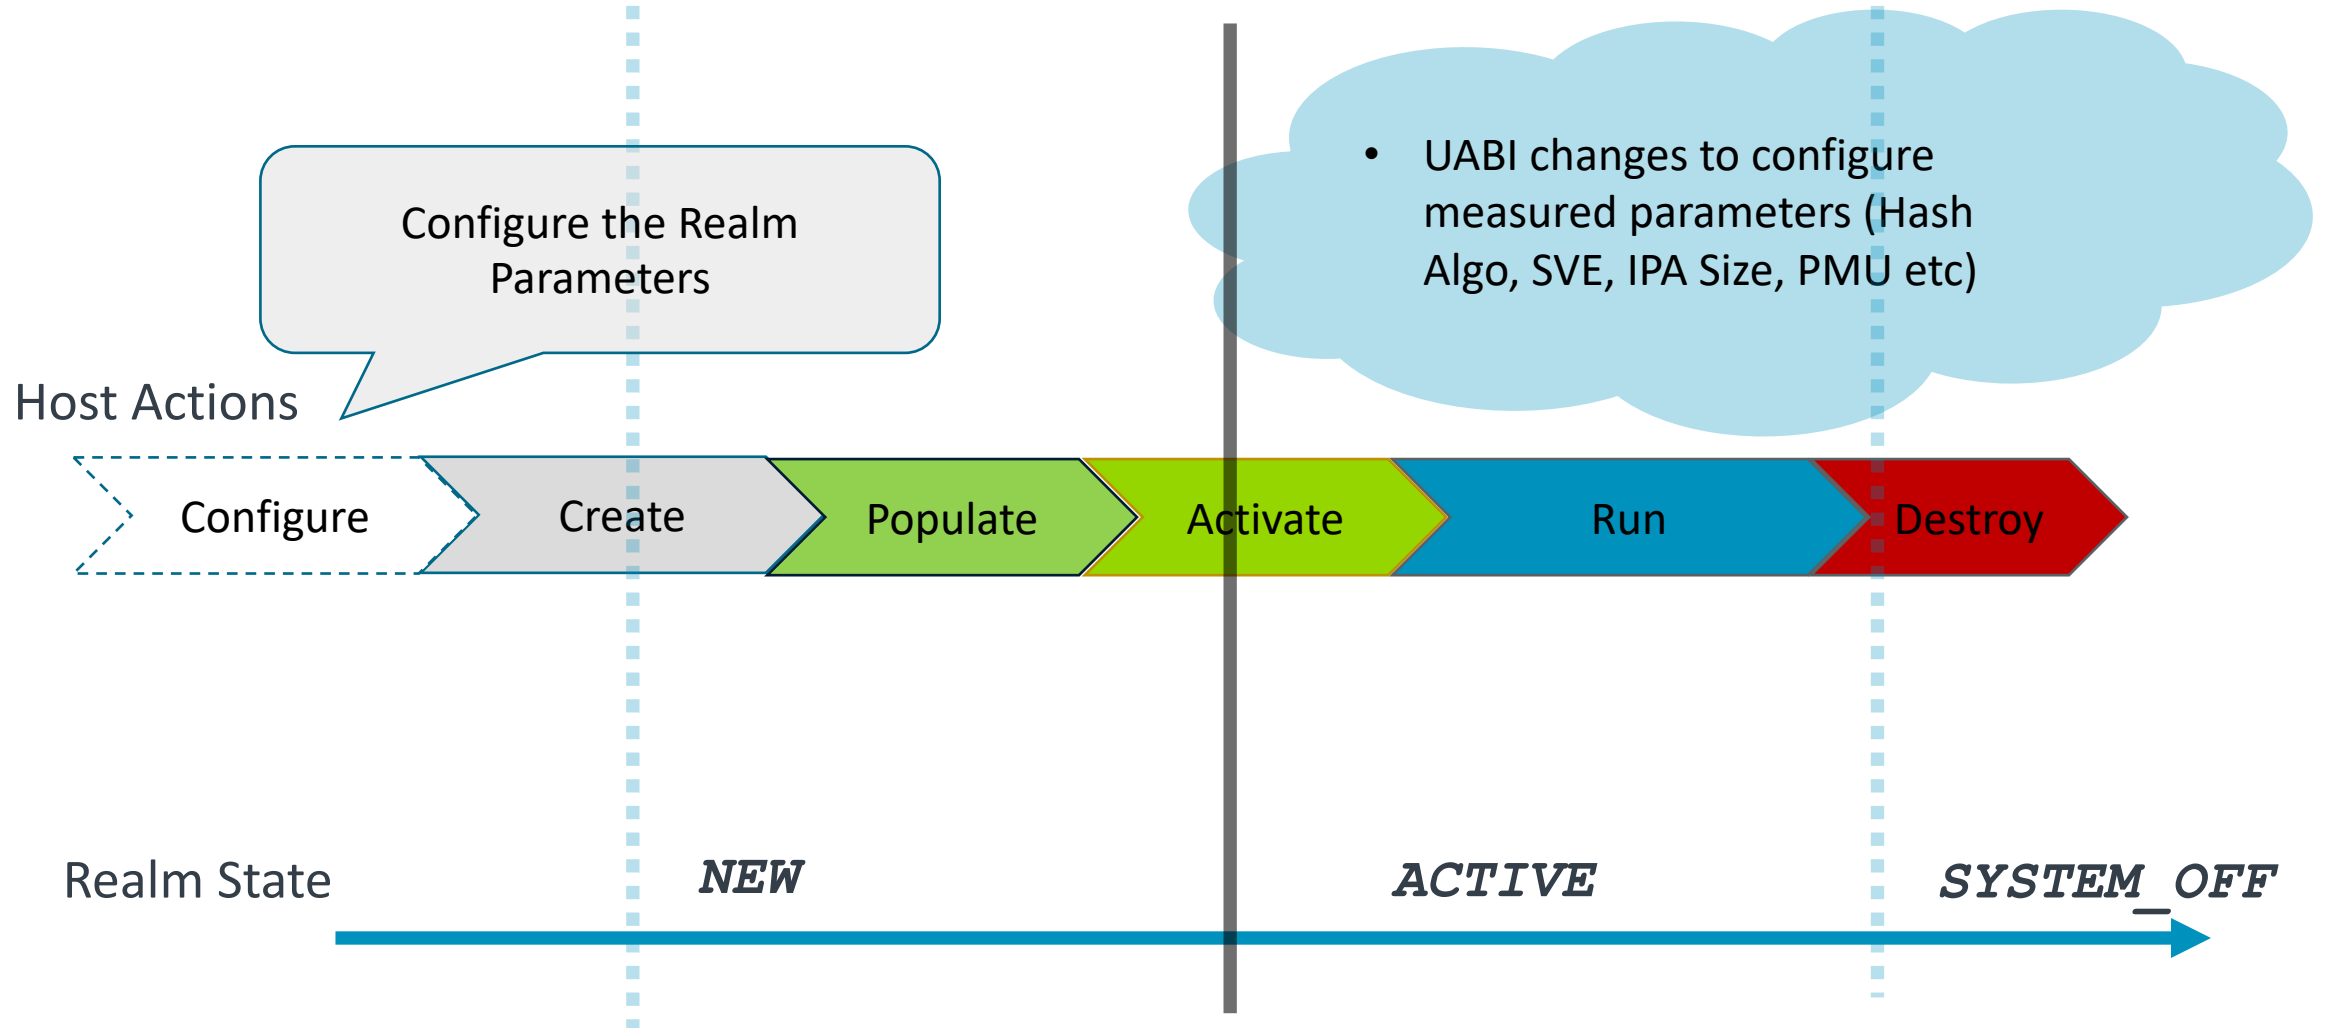 Configure the Realm
Parameters
• UABI changes to configure
measured parameters (Hash
Algo, SVE, IPA Size, PMU etc)
Host Actions
Configure
Create
Populate
Activate
Run
Destroy
Realm State
NEW
ACTIVE
SYSTEM_OFF